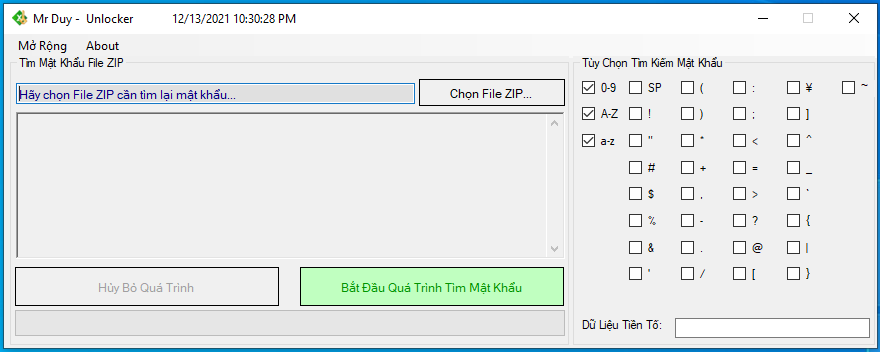 Mr Duy - Unlocker 12/13/2021 10:30:28 PM
Mở Rộng About
Tìm Mật Khẩu File ZIP
Hãy chọn File ZIP cần tìm lại mật khẩu...
Chọn File ZIP...
Hủy Bỏ Quá Trình
Bắt Đầu Quá Trình Tìm Mật Khẩu
Tùy Chọn Tìm Kiếm Mật Khẩu
0-9 SP ( : ¥ ~
A-Z ! ) ; ]
a-z " * < ^
# + = _
$ , > `
% - ? {
& . @ |
' / [ }
Dữ Liệu Tiền Tố: